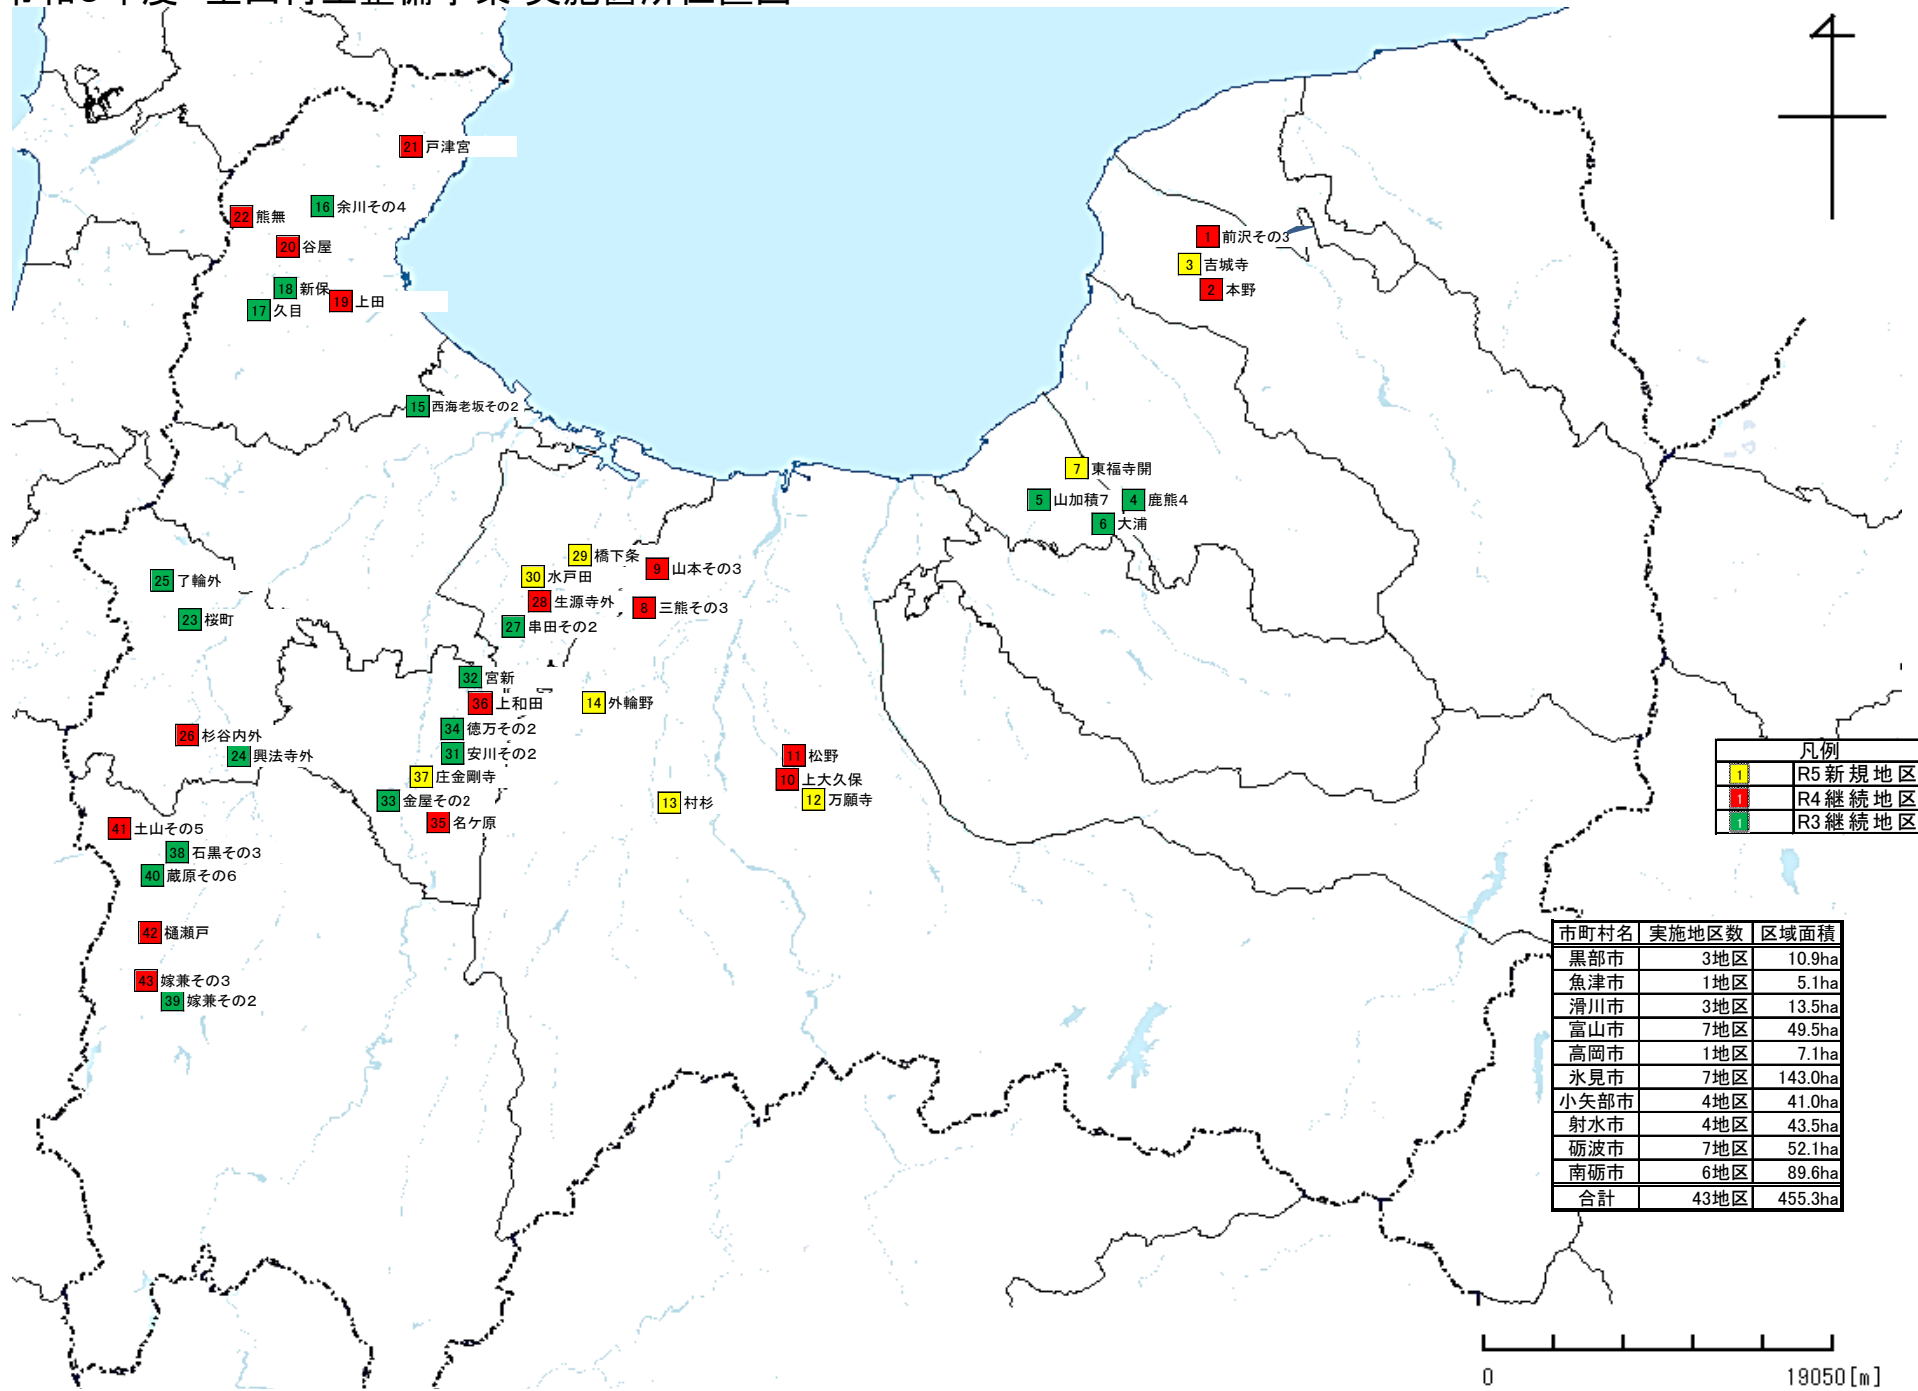 21 戸津宮
16 余川その4
22 熊無
20 谷屋
18 新保
19 上田
17 久目
15 西海老坂その2
1 前沢その3
3 吉城寺
2 本野
7 東福寺開
5 山加積7
4 鹿熊4
6 大浦
29 橋下条
30 水戸田
9 山本その3
28 生源寺外
8 三熊その3
27 串田その2
25 了輪外
23 桜町
32 宮新
36 上和田
14 外輪野
34 徳万その2
31 安川その2
37 庄金剛寺
33 金屋その2
35 名ケ原
26 杉谷内外
24 興法寺外
11 松野
10 上大久保
12 万願寺
13 村杉
41 土山その5
38 石黒その3
40 蔵原その6
42 樋瀬戸
43 嫁兼その3
39 嫁兼その2
凡例
1 R5新規地区
1 R4継続地区
1 R3継続地区
市町村名 実施地区数 区域面積
黒部市 3地区 10.9ha
魚津市 1地区 5.1ha
滑川市 3地区 13.5ha
富山市 7地区 49.5ha
高岡市 1地区 7.1ha
氷見市 7地区 143.0ha
小矢部市 4地区 41.0ha
射水市 4地区 43.5ha
砺波市 7地区 52.1ha
南砺市 6地区 89.6ha
合計 43地区 455.3ha
0 19050[m]